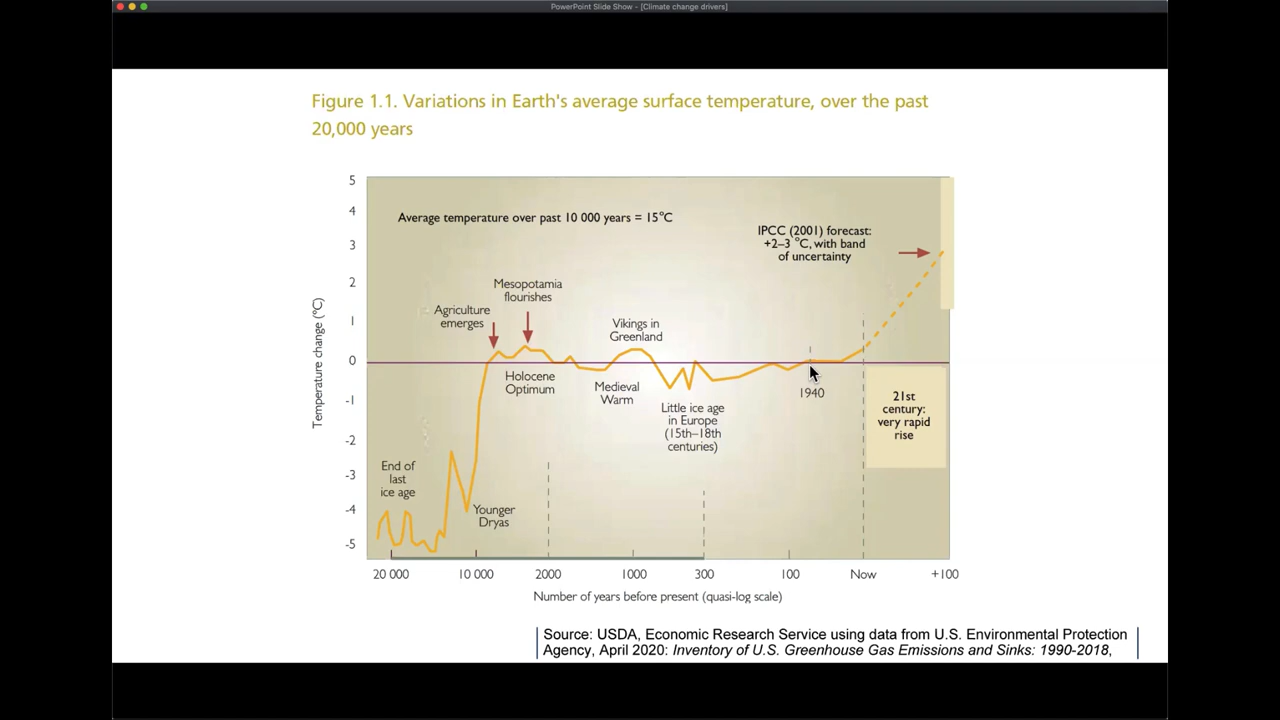 PowerPoint Slide Show - [Climate change drivers]
Figure 1.1. Variations in Earth's average surface temperature, over the past
20,000 years
5
4
3
2
1
0
-1
-2
-3
-4
-5
Temperature change (°C)
Average temperature over past 10 000 years = 15°C
IPCC (2001) forecast:
+2–3 °C, with band
of uncertainty
Mesopotamia
flourishes
Agriculture
emerges
Vikings in
Greenland
Holocene
Optimum
Medieval
Warm
Little ice age
in Europe
(15th–18th
centuries)
1940
21st
century:
very rapid
rise
End of
last
ice age
Younger
Dryas
20 000
10 000
2000
1000
300
100
Now
+100
Number of years before present (quasi-log scale)
Source: USDA, Economic Research Service using data from U.S. Environmental Protection
Agency, April 2020: Inventory of U.S. Greenhouse Gas Emissions and Sinks: 1990-2018,